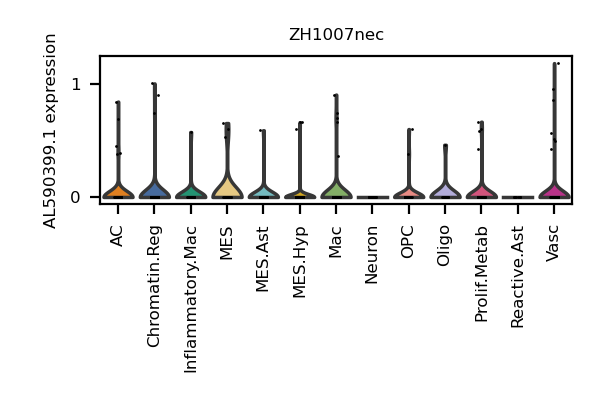 ZH1007nec
AL590399.1 expression
1
0
AC
Chromatin.Reg
Inflammatory.Mac
MES
MES.Ast
MES.Hyp
Mac
Neuron
OPC
Oligo
Prolif.Metab
Reactive.Ast
Vasc